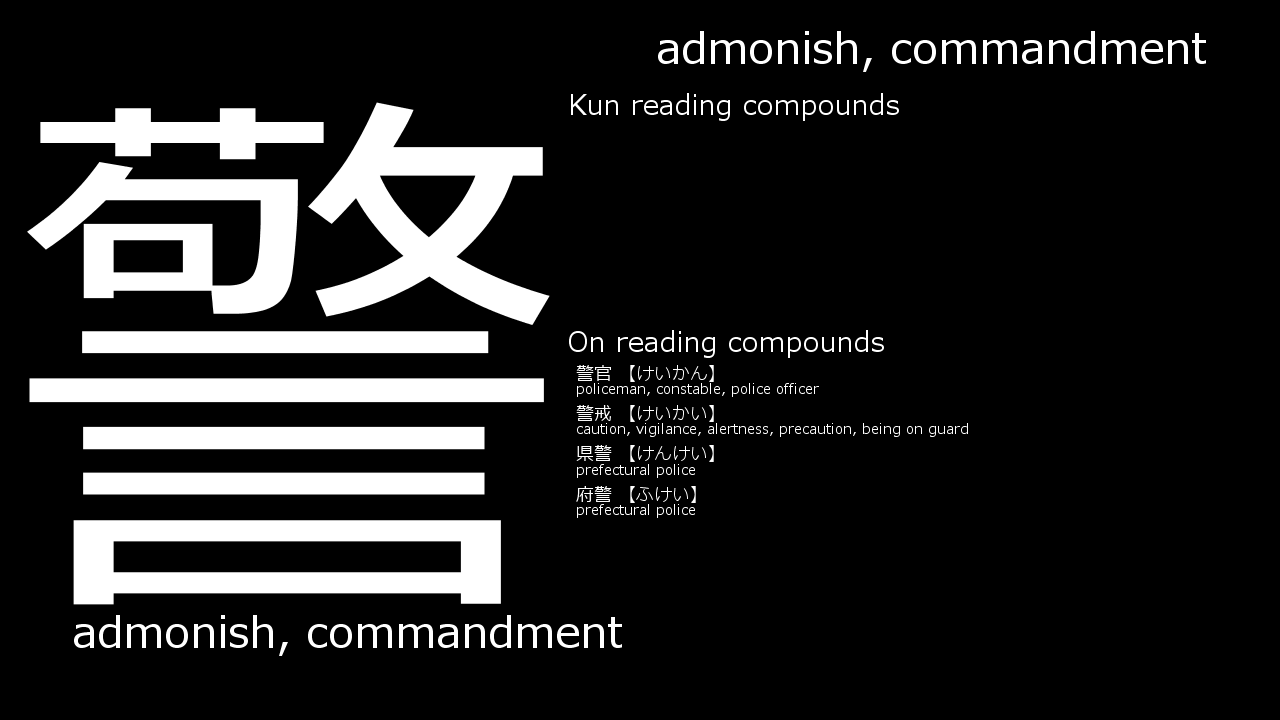 admonish, commandment
警
Kun reading compounds
On reading compounds
警官 【けいかん】
policeman, constable, police officer
警戒 【けいかい】
caution, vigilance, alertness, precaution, being on guard
県警 【けんけい】
prefectural police
府警 【ふけい】
prefectural police
admonish, commandment